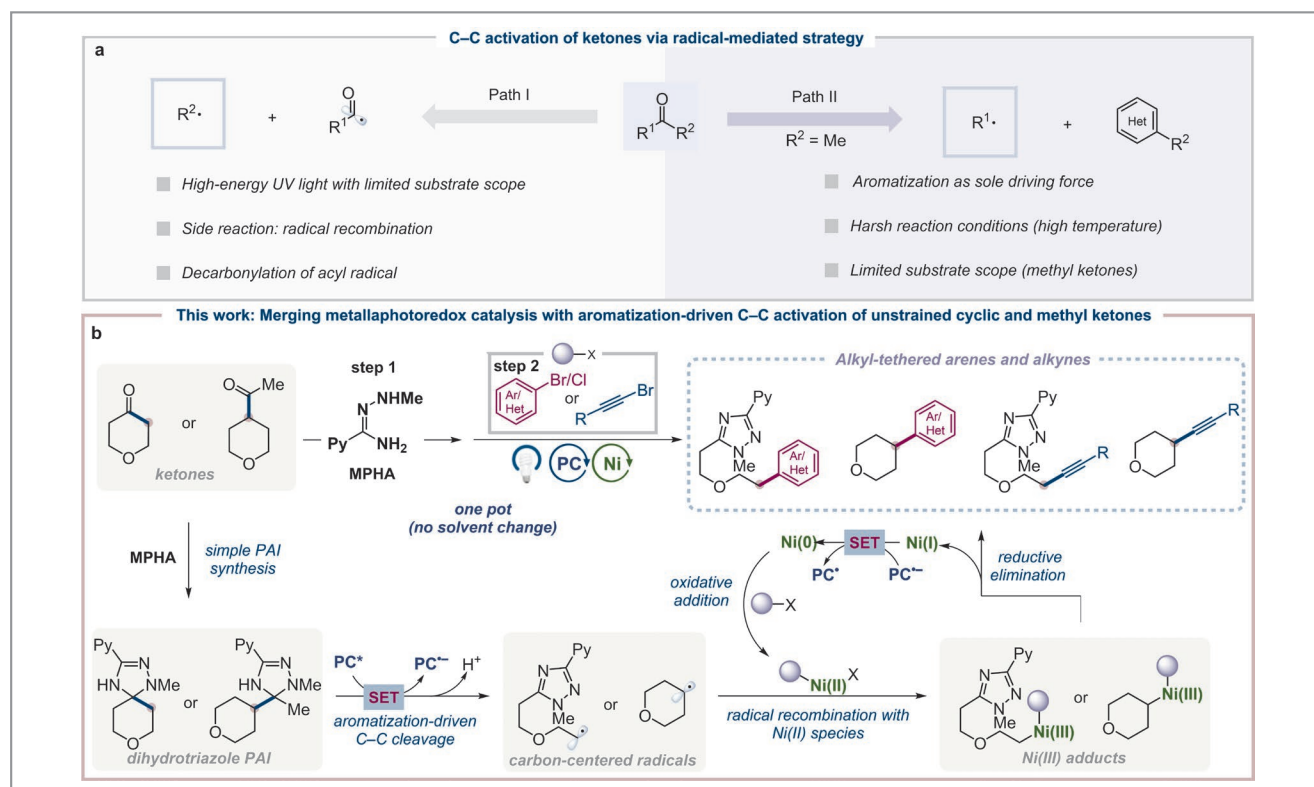 C–C activation of ketones via radical-mediated strategy
a
R2• + R1 O
Path I
O R1 R2
Path II
R2 = Me
R1• + Het R2
High-energy UV light with limited substrate scope
Side reaction: radical recombination
Decarbonylation of acyl radical
Aromatization as sole driving force
Harsh reaction conditions (high temperature)
Limited substrate scope (methyl ketones)
This work: Merging metallaphotoredox catalysis with aromatization-driven C–C activation of unstrained cyclic and methyl ketones
b
O O
or
O Me
O
ketones
step 1
N NHMe
Py NH2
MPHA
X
step 2
Ar/Het Br/Cl
or
R Br
PC Ni
one pot
(no solvent change)
Alkyl-tethered arenes and alkynes
Py N N N Me O Ar/Het
O Ar/Het
Py N N N Me O R
O R
MPHA
simple PAI
synthesis
Py N HN NMe O
or
Py N HN N Me Me O
dihydrotriazole PAI
PC* PC•– H+
SET
aromatization-driven
C–C cleavage
Py N N N Me O
or
O
carbon-centered radicals
Ni(0) SET Ni(I)
PC• PC•–
oxidative
addition
X
Ni(II) X
radical recombination with
Ni(II) species
reductive
elimination
Py N N N Me O Ni(III)
or
O Ni(III)
Ni(III) adducts